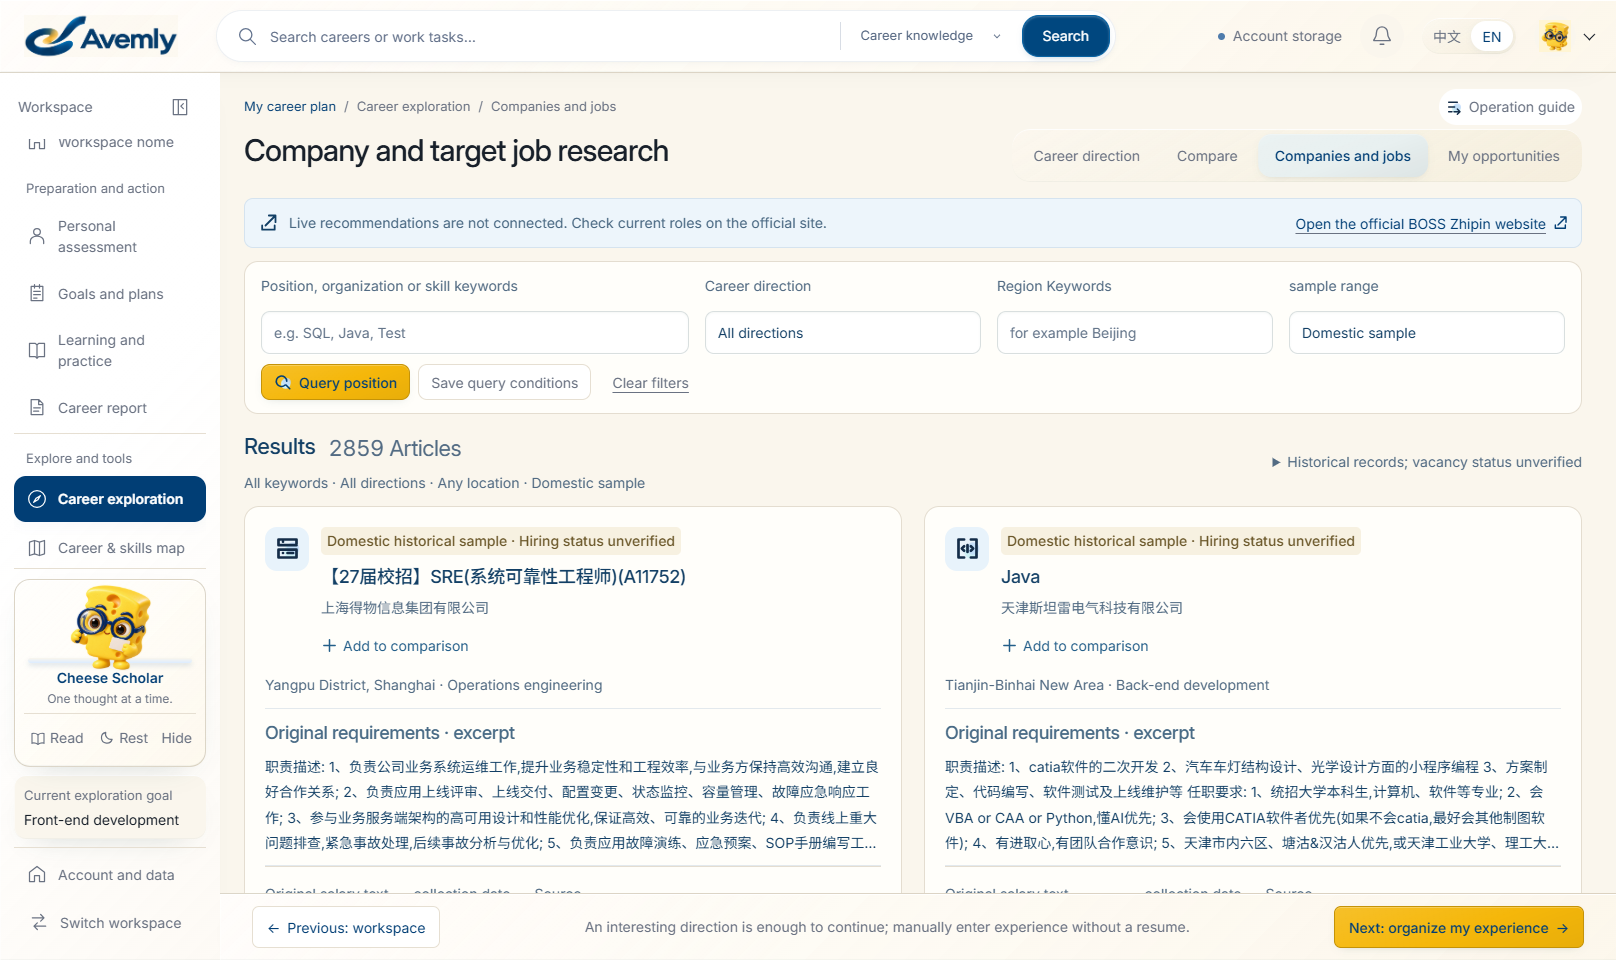 Avemly
Search careers or work tasks...
Career knowledge
Search
Account storage
中文
EN
Workspace
Workspace home
Preparation and action
Personal
assessment
Goals and plans
Learning and
practice
Career report
Explore and tools
Career exploration
Career & skills map
Cheese Scholar
One thought at a time.
Read
Rest
Hide
Current exploration goal
Front-end development
Account and data
Switch workspace
My career plan / Career exploration / Companies and jobs
Operation guide
Company and target job research
Career direction
Compare
Companies and jobs
My opportunities
Live recommendations are not connected. Check current roles on the official site.
Open the official BOSS Zhipin website
Position, organization or skill keywords
Career direction
Region Keywords
sample range
e.g. SQL, Java, Test
All directions
for example Beijing
Domestic sample
Query position
Save query conditions
Clear filters
Results 2859 Articles
Historical records; vacancy status unverified
All keywords · All directions · Any location · Domestic sample
Domestic historical sample · Hiring status unverified
【27届校招】SRE(系统可靠性工程师)(A11752)
上海得物信息集团有限公司
Add to comparison
Yangpu District, Shanghai · Operations engineering
Original requirements · excerpt
职责描述: 1、负责公司业务系统运维工作,提升业务稳定性和工程效率,与业务方保持高效沟通,建立良
好合作关系; 2、负责应用上线评审、上线交付、配置变更、状态监控、容量管理、故障应急响应工
作; 3、参与业务服务端架构的高可用设计和性能优化,保证高效、可靠的业务迭代; 4、负责线上重大
问题排查,紧急事故处理,后续事故分析与优化; 5、负责应用故障演练、应急预案、SOP手册编写工...
Original salary text
collection date
Source
Domestic historical sample · Hiring status unverified
Java
天津斯坦雷电气科技有限公司
Add to comparison
Tianjin-Binhai New Area · Back-end development
Original requirements · excerpt
职责描述: 1、catia软件的二次开发 2、汽车车灯结构设计、光学设计方面的小程序编程 3、方案制
定、代码编写、软件测试及上线维护等 任职要求: 1、统招大学本科生,计算机、软件等专业; 2、会
VBA or CAA or Python,懂AI优先; 3、会使用CATIA软件者优先(如果不会catia,最好会其他制图软
件); 4、有进取心,有团队合作意识; 5、天津市内六区、塘沽&汉沽人优先,或天津工业大学、理工大...
Original salary text
collection date
Source
Previous: workspace
An interesting direction is enough to continue; manually enter experience without a resume.
Next: organize my experience